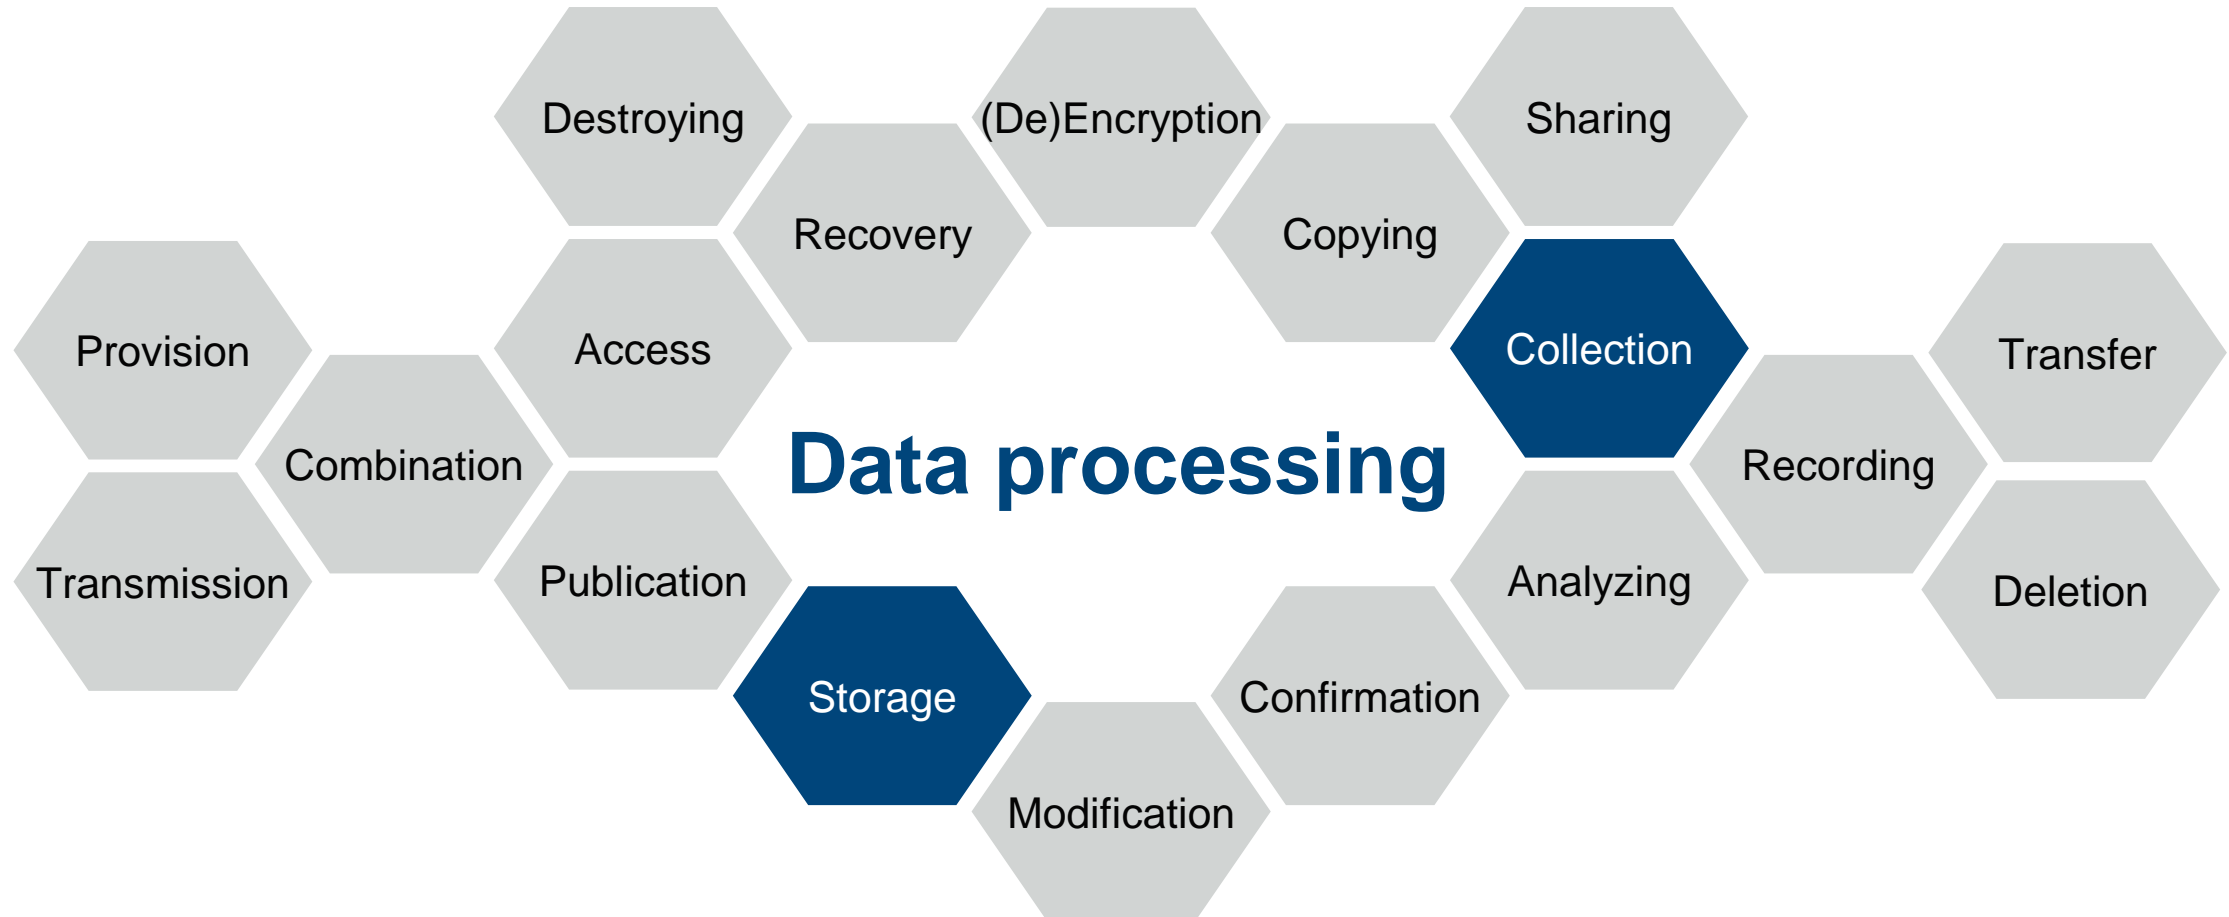 Destroying
(De)Encryption
Sharing
Recovery
Copying
Provision
Access
Collection
Transfer
Combination
Data processing
Recording
Transmission
Publication
Analyzing
Deletion
Storage
Confirmation
Modification